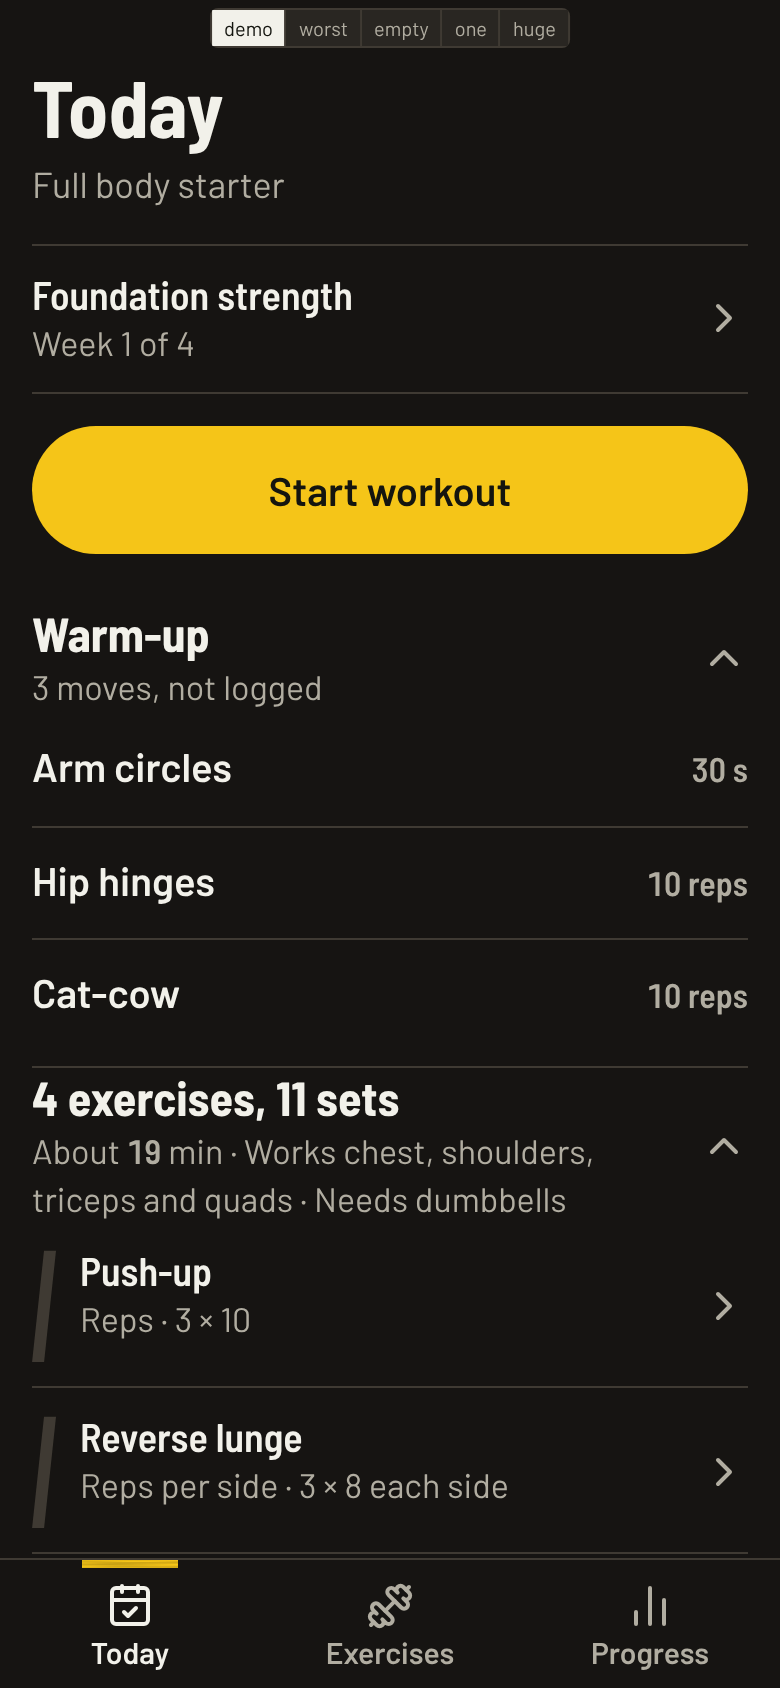 demo worst empty one huge
Today
Full body starter
Foundation strength
Week 1 of 4
Start workout
Warm-up
3 moves, not logged
Arm circles 30 s
Hip hinges 10 reps
Cat-cow 10 reps
4 exercises, 11 sets
About 19 min · Works chest, shoulders,
triceps and quads · Needs dumbbells
Push-up
Reps · 3 × 10
Reverse lunge
Reps per side · 3 × 8 each side
Today Exercises Progress